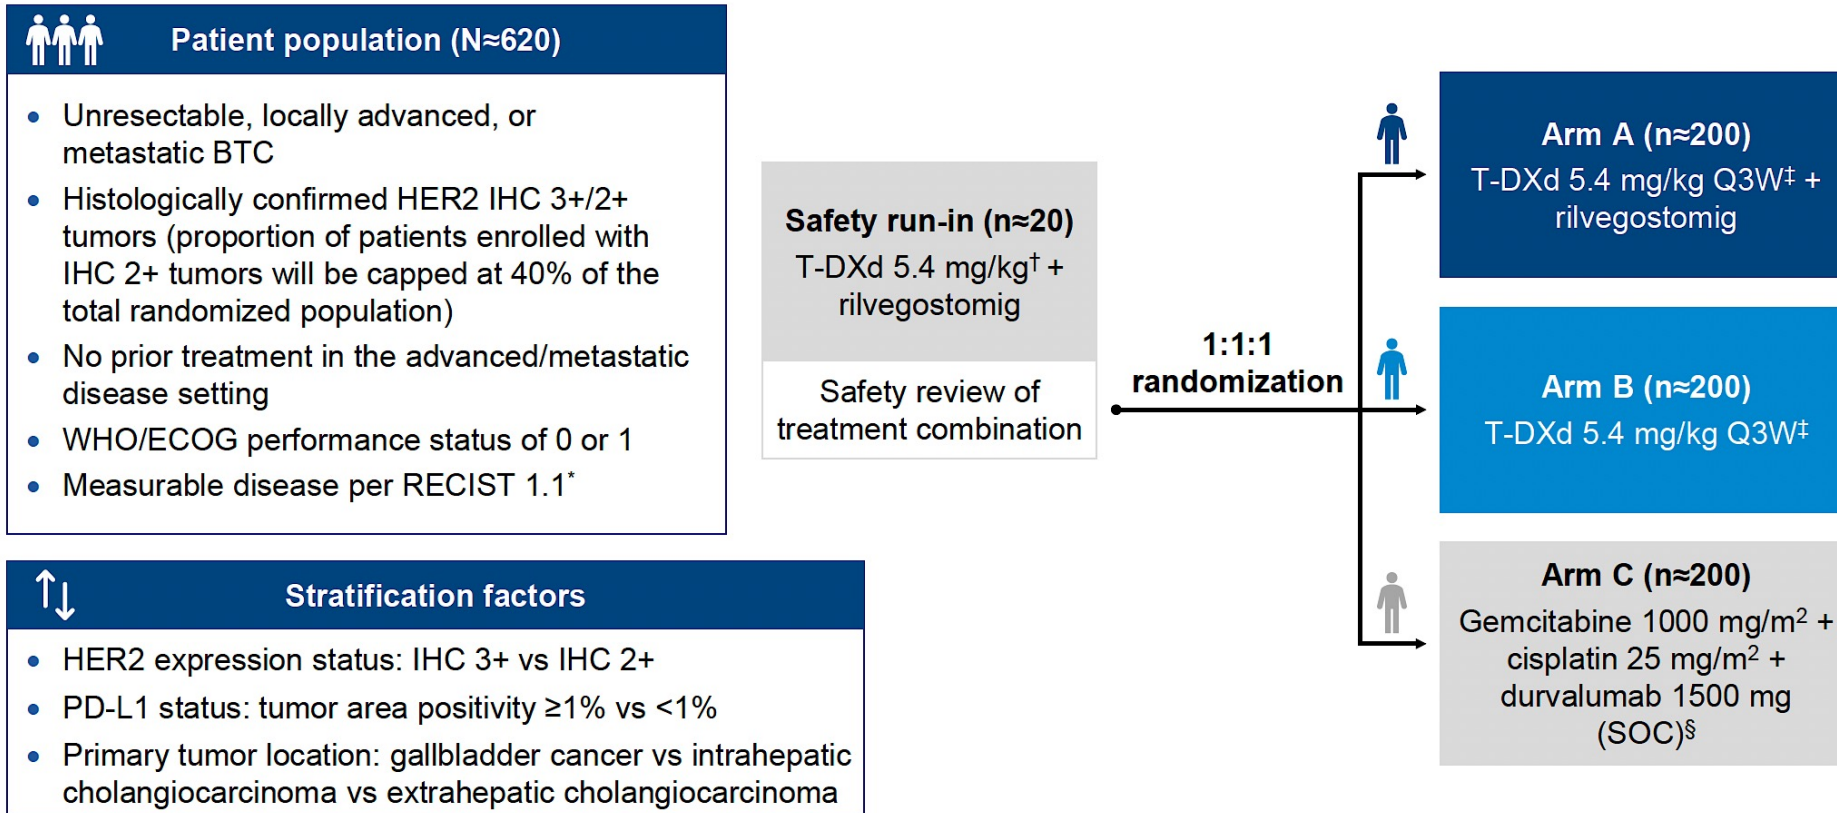 Patient population (N≈620)
• Unresectable, locally advanced, or
metastatic BTC
• Histologically confirmed HER2 IHC 3+/2+
tumors (proportion of patients enrolled with
IHC 2+ tumors will be capped at 40% of the
total randomized population)
• No prior treatment in the advanced/metastatic
disease setting
• WHO/ECOG performance status of 0 or 1
• Measurable disease per RECIST 1.1*
Stratification factors
• HER2 expression status: IHC 3+ vs IHC 2+
• PD-L1 status: tumor area positivity ≥1% vs <1%
• Primary tumor location: gallbladder cancer vs intrahepatic
cholangiocarcinoma vs extrahepatic cholangiocarcinoma
Safety run-in (n≈20)
T-DXd 5.4 mg/kg† +
rilvegostomig
Safety review of
treatment combination
1:1:1
randomization
Arm A (n≈200)
T-DXd 5.4 mg/kg Q3W‡ +
rilvegostomig
Arm B (n≈200)
T-DXd 5.4 mg/kg Q3W‡
Arm C (n≈200)
Gemcitabine 1000 mg/m² +
cisplatin 25 mg/m² +
durvalumab 1500 mg
(SOC)§